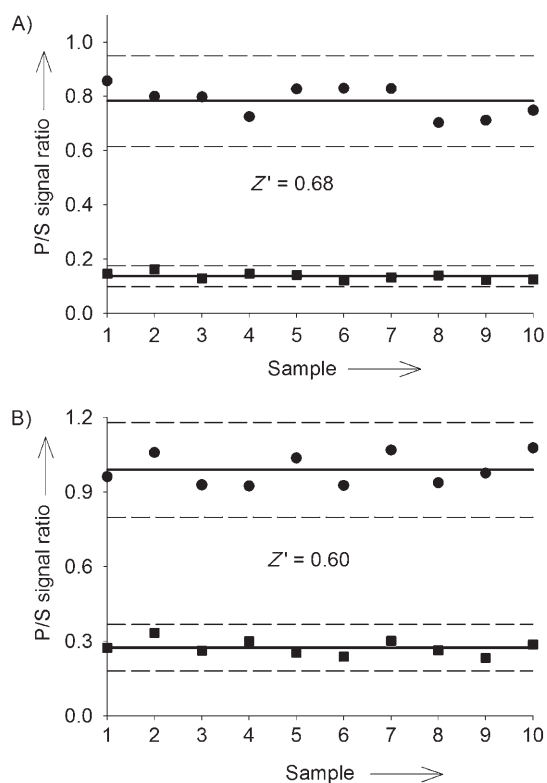 A)
P/S signal ratio
1.0
0.8
0.6
0.4
0.2
0.0
Z' = 0.68
1 2 3 4 5 6 7 8 9 10
Sample
B)
P/S signal ratio
1.2
0.9
0.6
0.3
0.0
Z' = 0.60
1 2 3 4 5 6 7 8 9 10
Sample